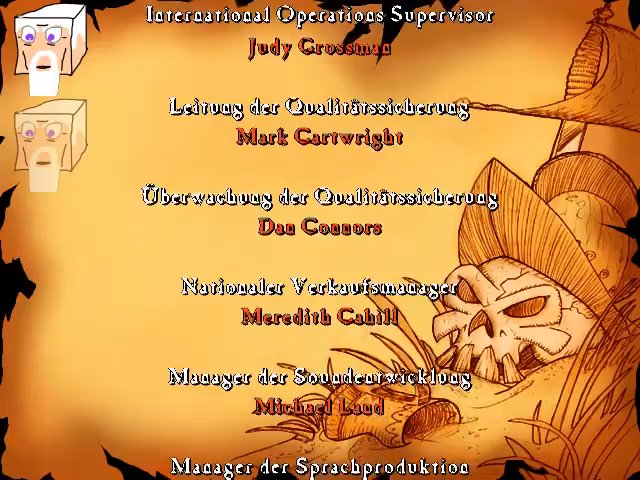 International Operations Supervisor
Judy Grossman
Leitung der Qualitätssicherung
Mark Cartwright
Überwachung der Qualitätssicherung
Dan Connors
Nationaler Verkaufsmanager
Meredith Cahill
Manager der Soundentwicklung
Michael Land
Manager der Sprachproduktion